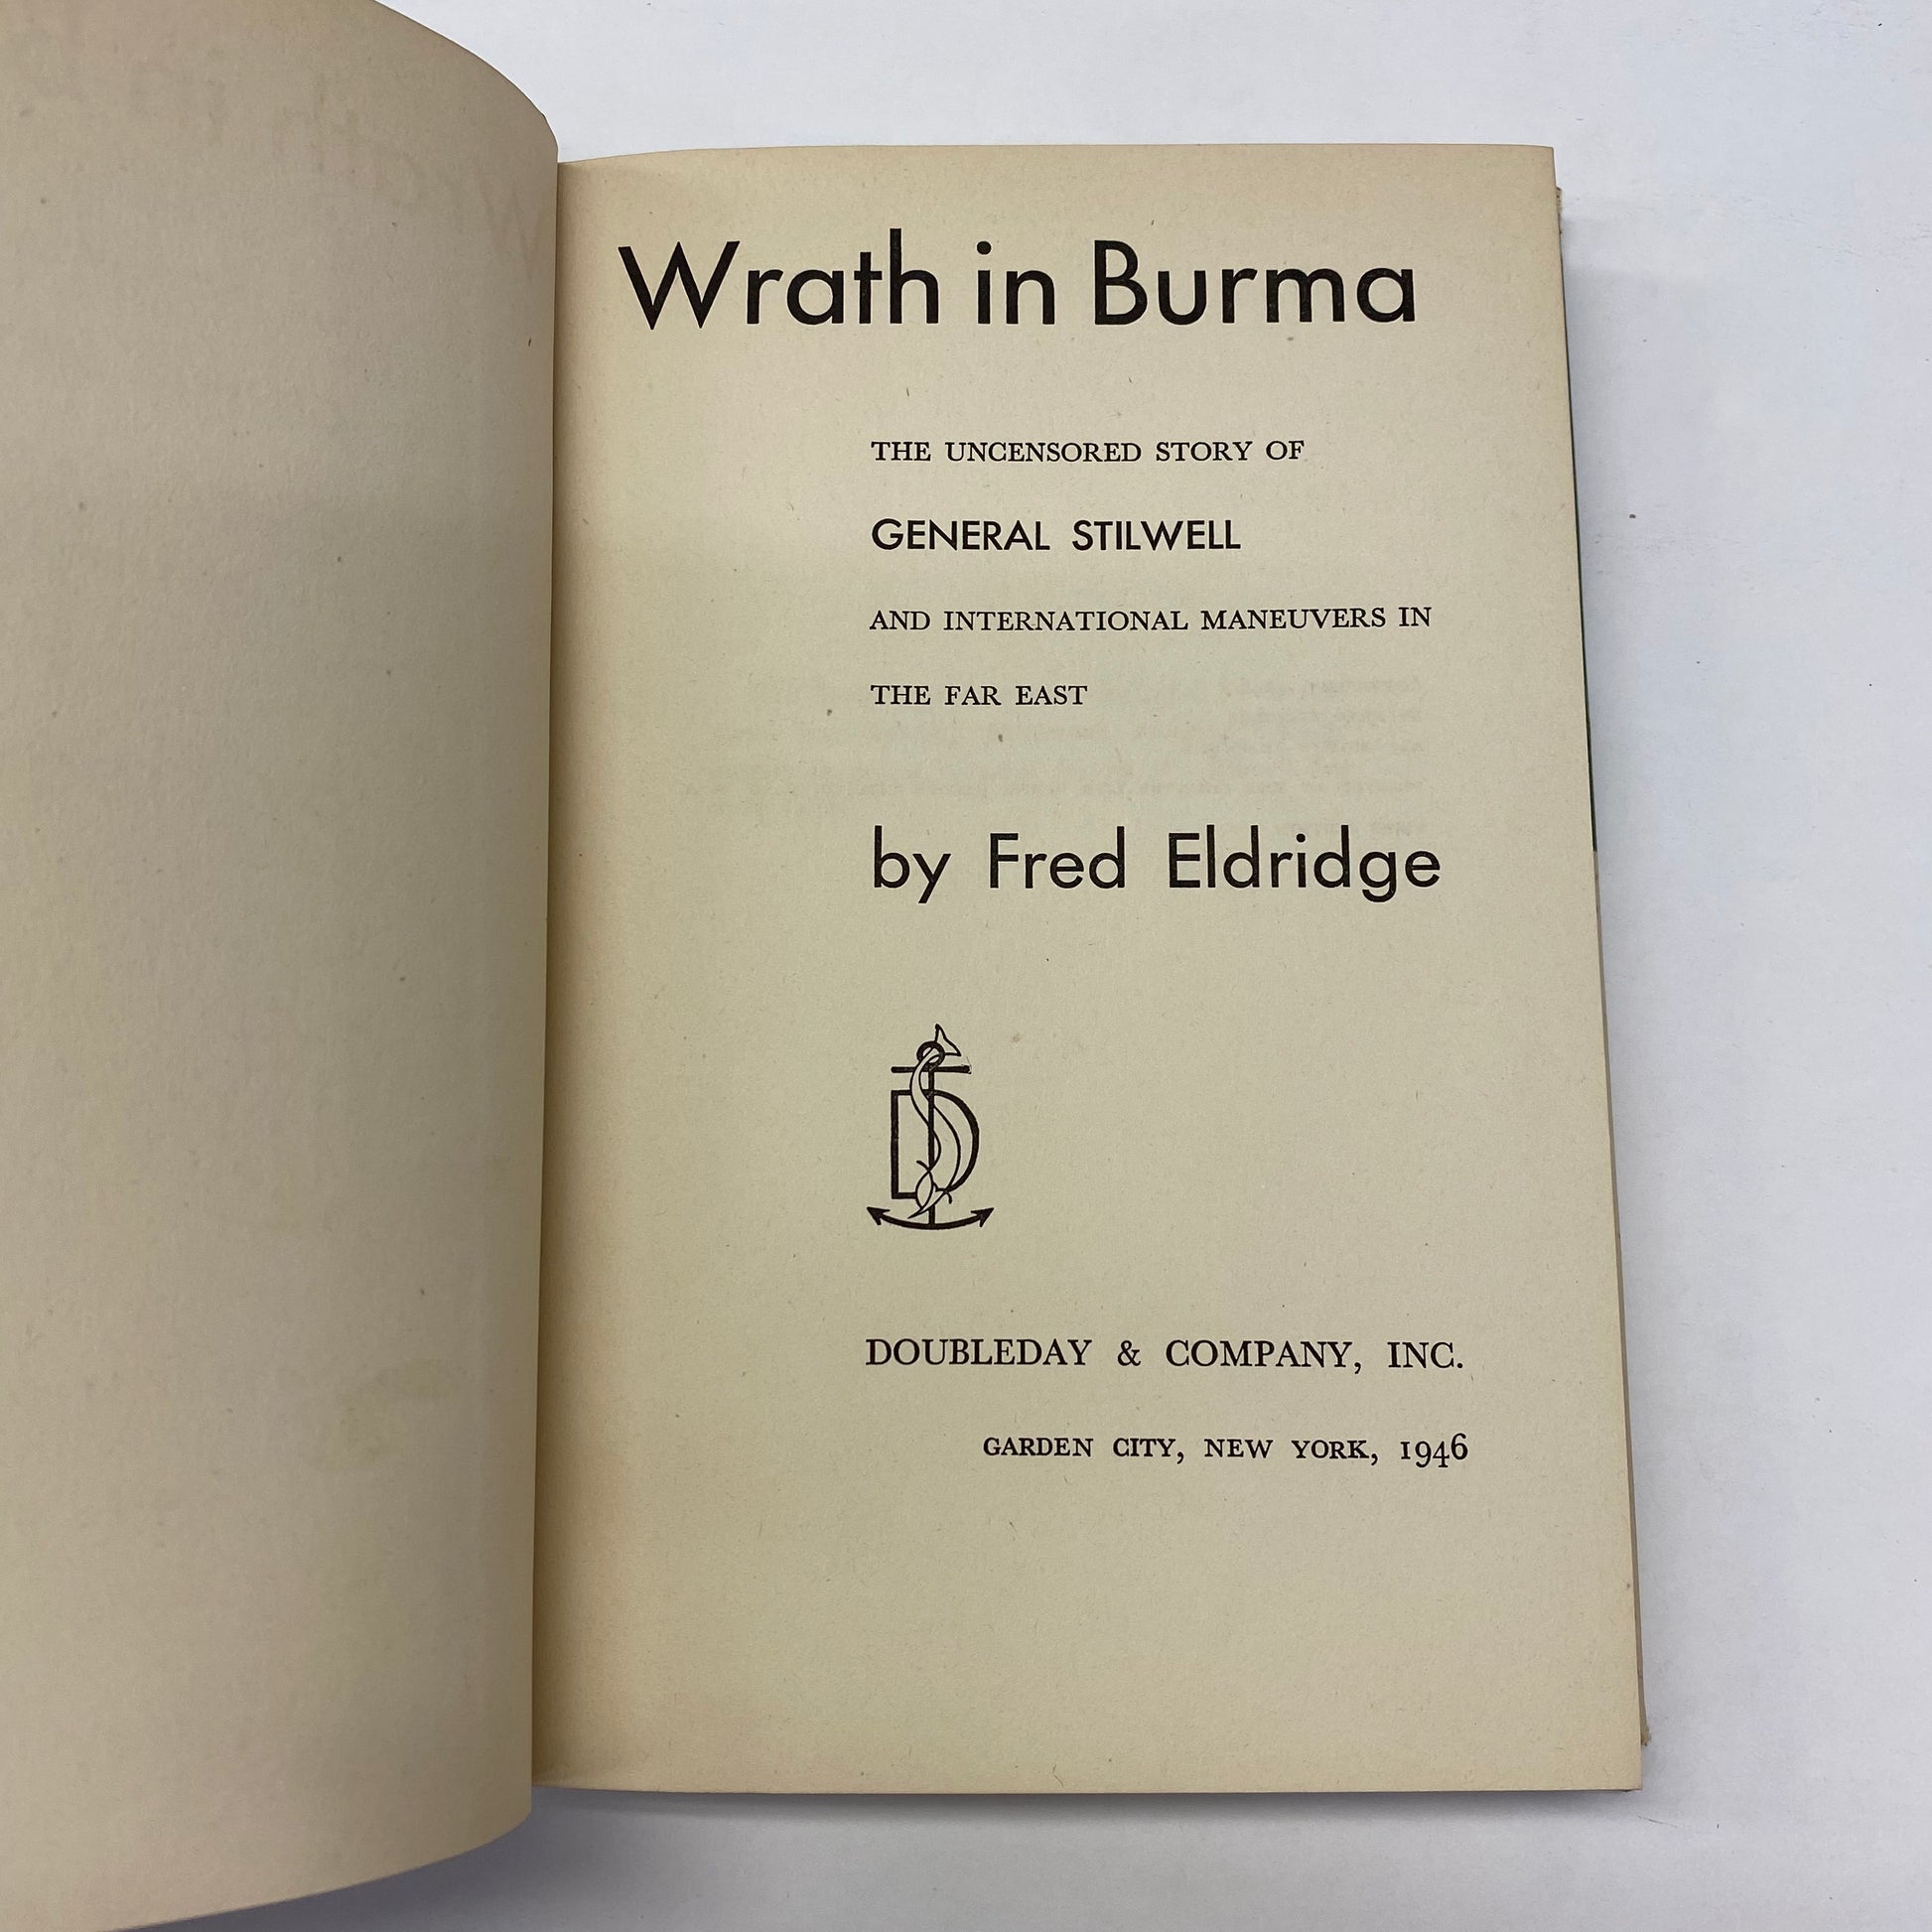 Wrath in Burma
THE UNCENSORED STORY OF
GENERAL STILWELL
AND INTERNATIONAL MANEUVERS IN
THE FAR EAST
by Fred Eldridge
D
DOUBLEDAY & COMPANY, INC.
GARDEN CITY, NEW YORK, 1946